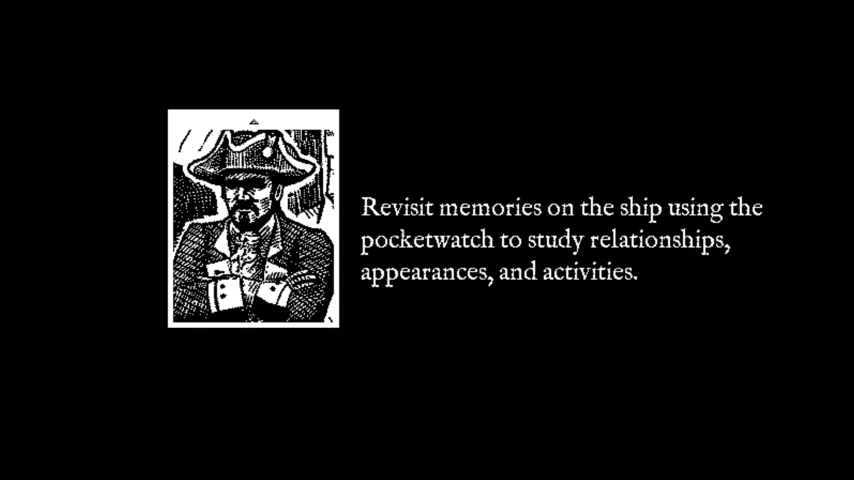 Revisit memories on the ship using the
pocketwatch to study relationships,
appearances, and activities.